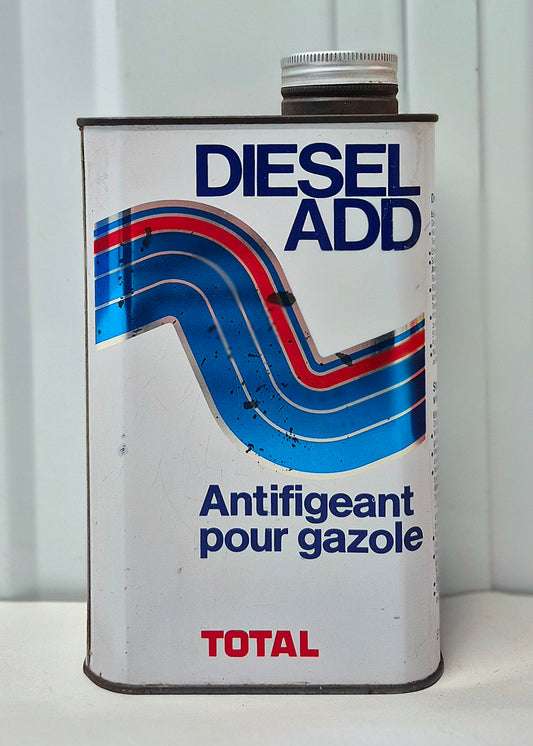 DIESEL
ADD
Antifigeant
pour gazole
TOTAL